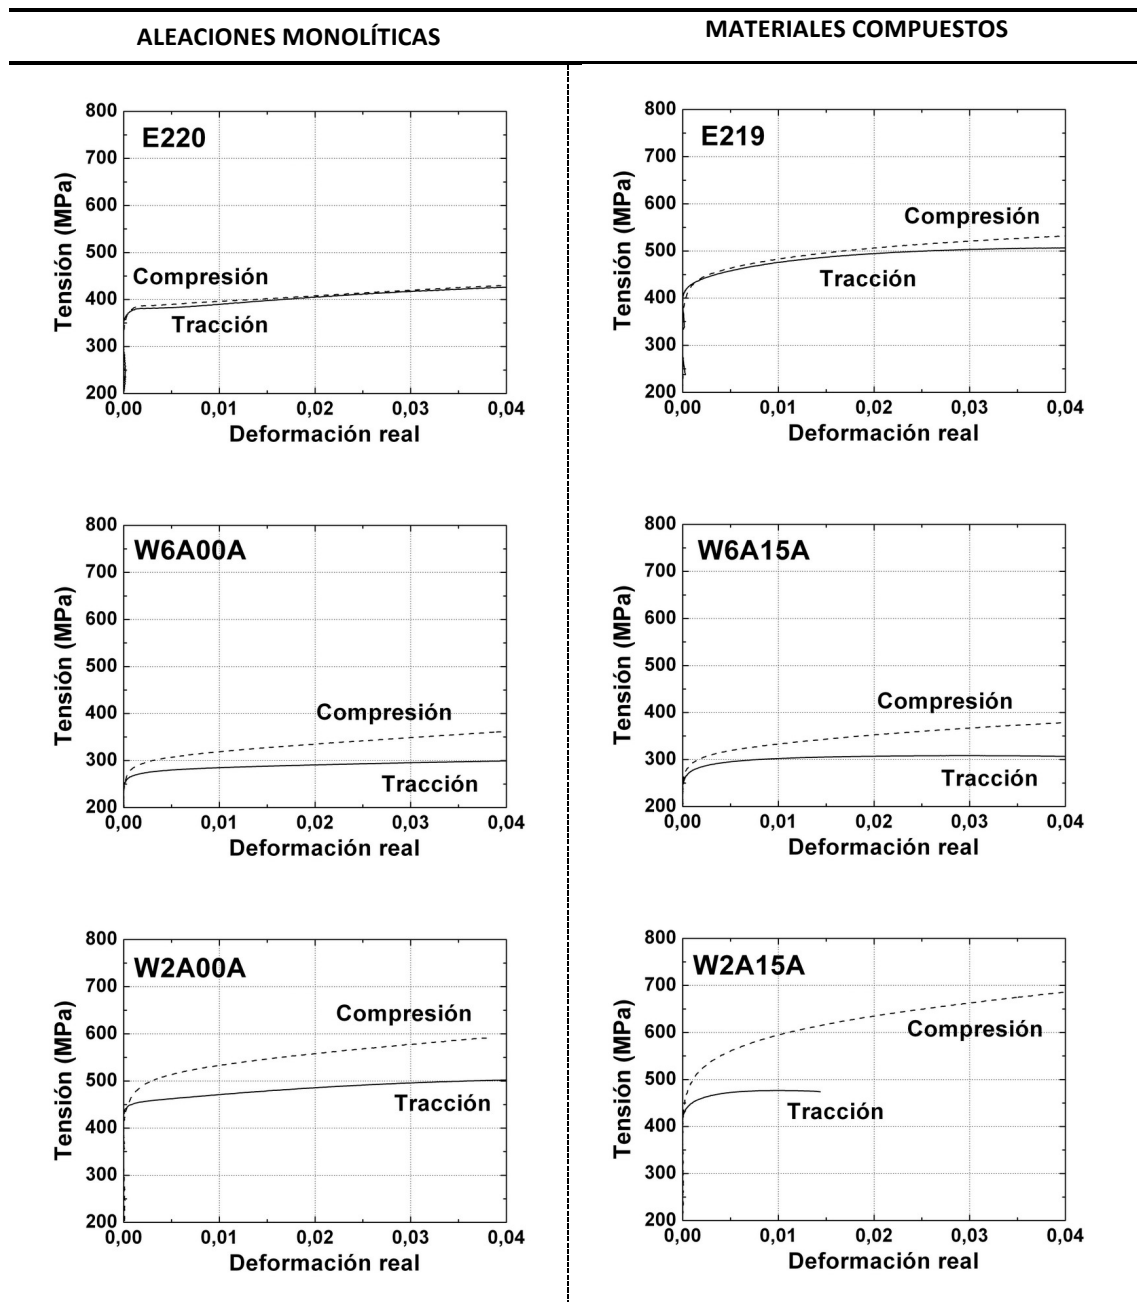 ALEACIONES MONOLÍTICAS
MATERIALES COMPUESTOS
E220
Tensión (MPa)
800
700
600
500
400
300
200
Compresión
Tracción
0,00 0,01 0,02 0,03 0,04
Deformación real
E219
Tensión (MPa)
800
700
600
500
400
300
200
Compresión
Tracción
0,00 0,01 0,02 0,03 0,04
Deformación real
W6A00A
Tensión (MPa)
800
700
600
500
400
300
200
Compresión
Tracción
0,00 0,01 0,02 0,03 0,04
Deformación real
W6A15A
Tensión (MPa)
800
700
600
500
400
300
200
Compresión
Tracción
0,00 0,01 0,02 0,03 0,04
Deformación real
W2A00A
Tensión (MPa)
800
700
600
500
400
300
200
Compresión
Tracción
0,00 0,01 0,02 0,03 0,04
Deformación real
W2A15A
Tensión (MPa)
800
700
600
500
400
300
200
Compresión
Tracción
0,00 0,01 0,02 0,03 0,04
Deformación real